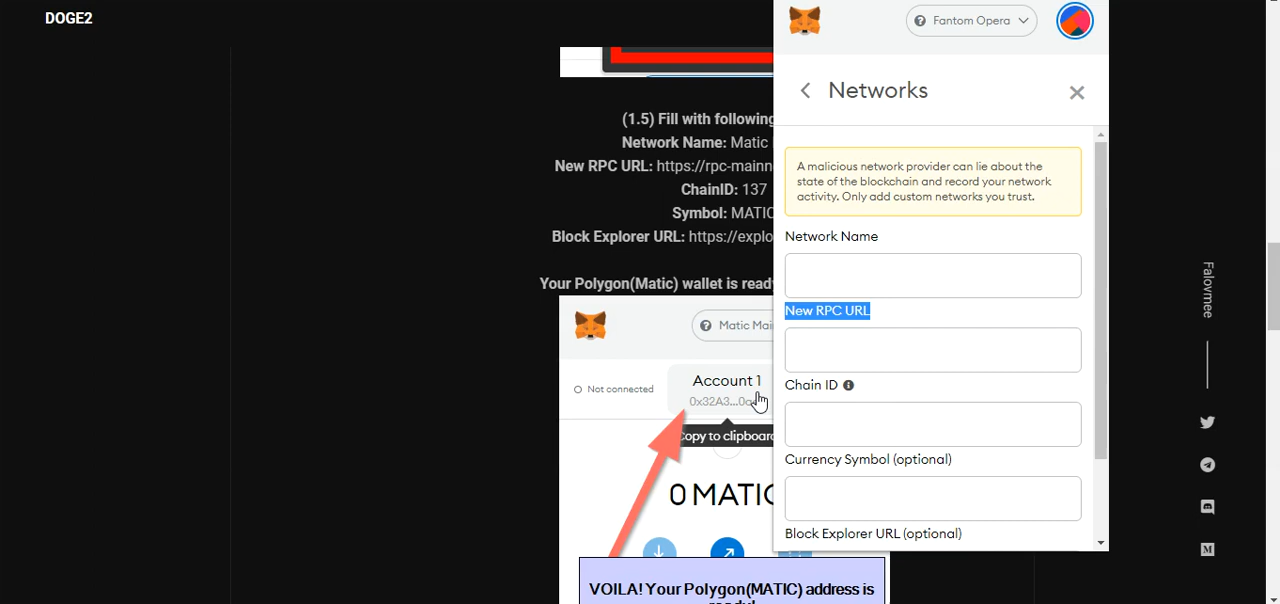 DOGE2
Fantom Opera
Networks
A malicious network provider can lie about the
state of the blockchain and record your network
activity. Only add custom networks you trust.
Network Name
New RPC URL
Chain ID
Currency Symbol (optional)
Block Explorer URL (optional)
(1.5) Fill with following
Network Name: Matic
New RPC URL: https://rpc-mainn
ChainID: 137
Symbol: MATIC
Block Explorer URL: https://explo
Your Polygon(Matic) wallet is read
Matic Mai
Not connected
Account 1
0x32A3...0a
Copy to clipboard
0 MATIC
VOILA! Your Polygon(MATIC) address is
ready!
Falovmee